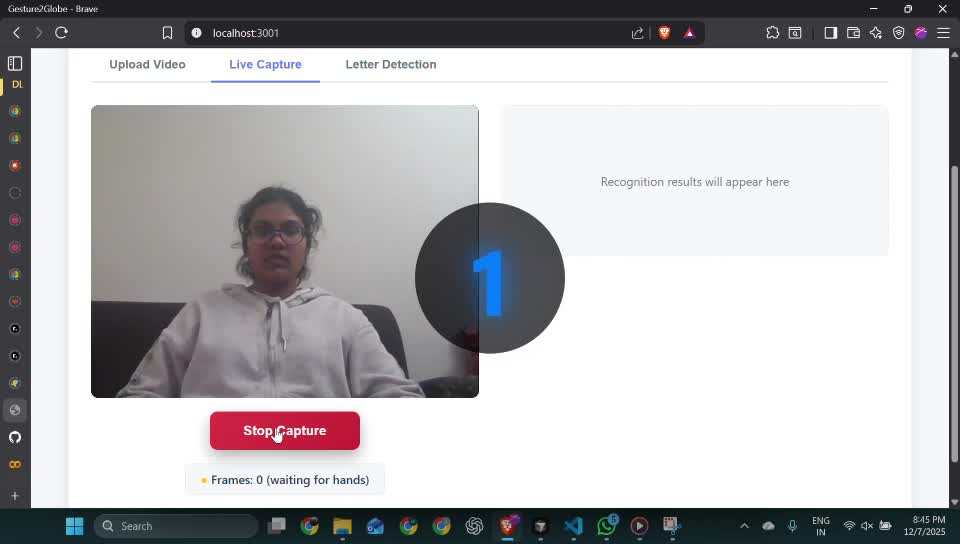 Gesture2Globe - Brave
localhost:3001
DL
Upload Video
Live Capture
Letter Detection
Recognition results will appear here
1
Stop Capture
Frames: 0 (waiting for hands)
Search
ENG
IN
8:45 PM
12/7/2025